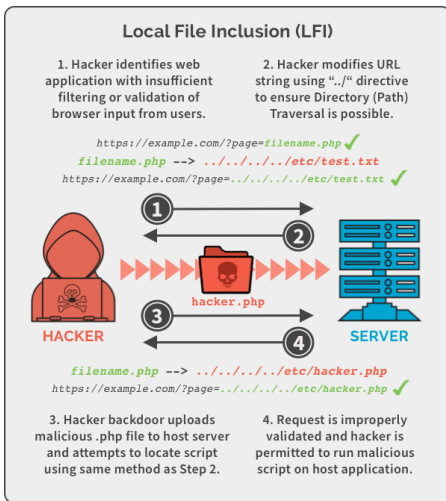 Local File Inclusion (LFI)
1. Hacker identifies web
application with insufficient
filtering or validation of
browser input from users.
2. Hacker modifies URL
string using “../“ directive
to ensure Directory (Path)
Traversal is possible.
https://example.com/?page=filename.php
filename.php --> ../../../../etc/test.txt
https://example.com/?page=../../../../etc/test.txt
1
2
hacker.php
3
4
HACKER
SERVER
filename.php --> ../../../../etc/hacker.php
https://example.com/?page=../../../../etc/hacker.php
3. Hacker backdoor uploads
malicious .php file to host server
and attempts to locate script
using same method as Step 2.
4. Request is improperly
validated and hacker is
permitted to run malicious
script on host application.